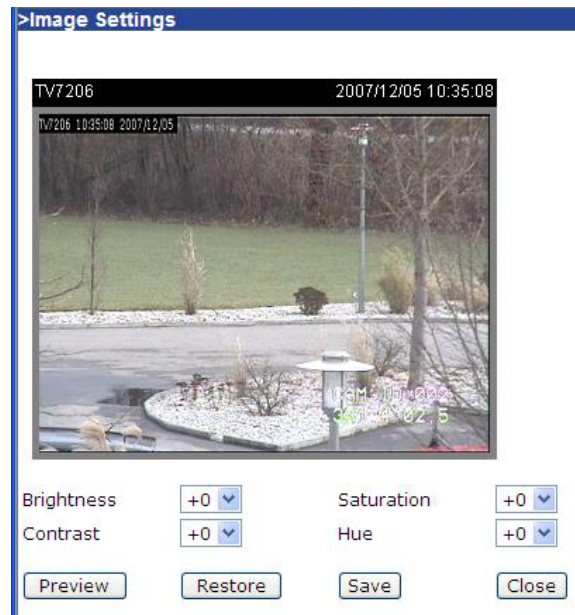 >Image Settings
TV7206 2007/12/05 10:35:08
TV7206 10:35:08 2007/12/05
Brightness +0 Saturation +0
Contrast +0 Hue +0
Preview Restore Save Close